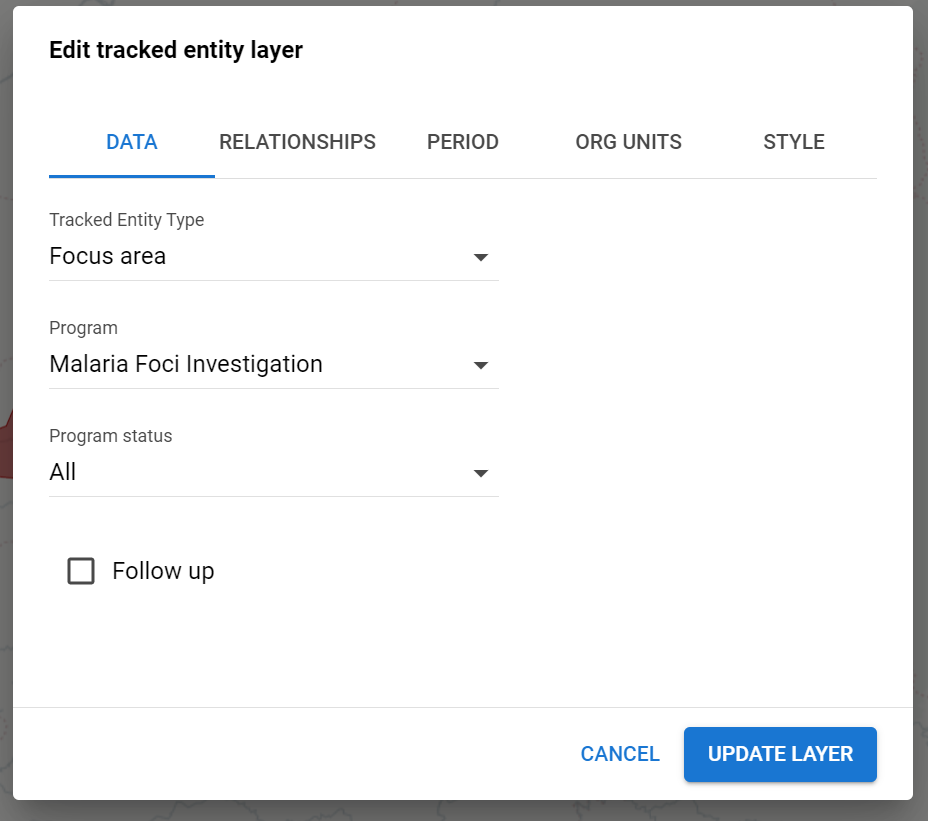 Edit tracked entity layer
DATA RELATIONSHIPS PERIOD ORG UNITS STYLE
Tracked Entity Type
Focus area
Program
Malaria Foci Investigation
Program status
All
Follow up
CANCEL UPDATE LAYER